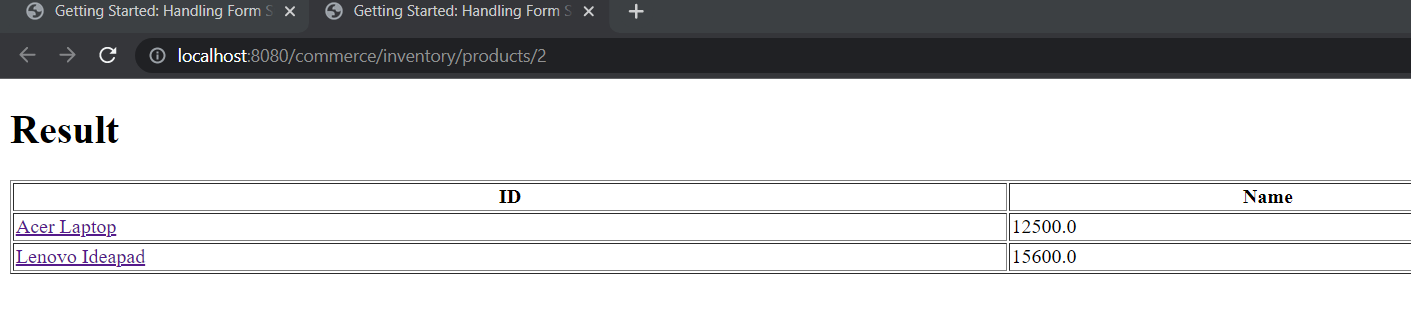 Getting Started: Handling Form S
Getting Started: Handling Form S
localhost:8080/commerce/inventory/products/2
Result
ID Name
Acer Laptop 12500.0
Lenovo Ideapad 15600.0